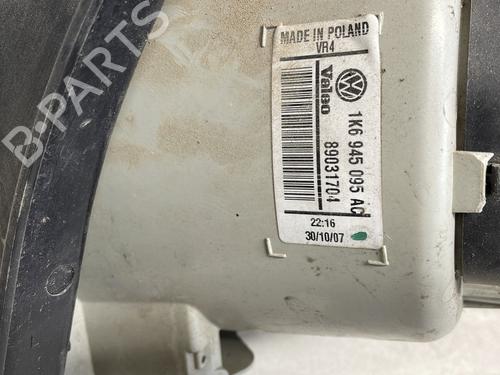 MADE IN POLAND
VR4
Valeo
1K6 945 095 AC
89031704
22:16
30/10/07
B-PARTS